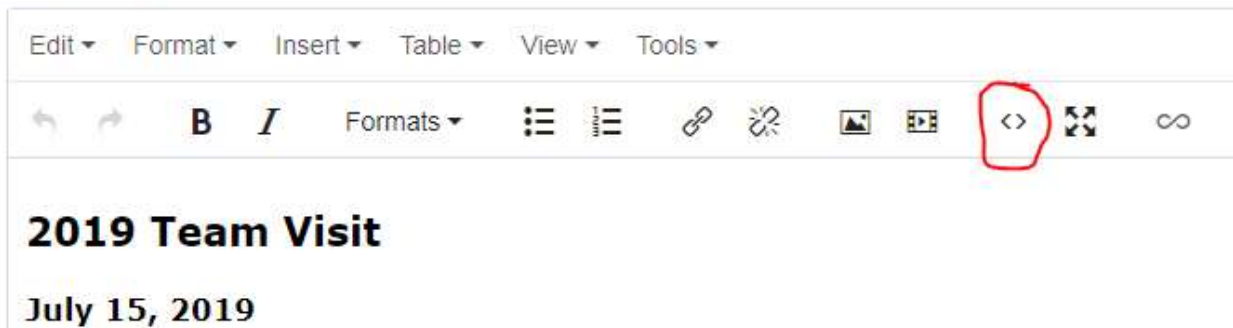 Edit Format Insert Table View Tools
B I Formats
2019 Team Visit
July 15, 2019